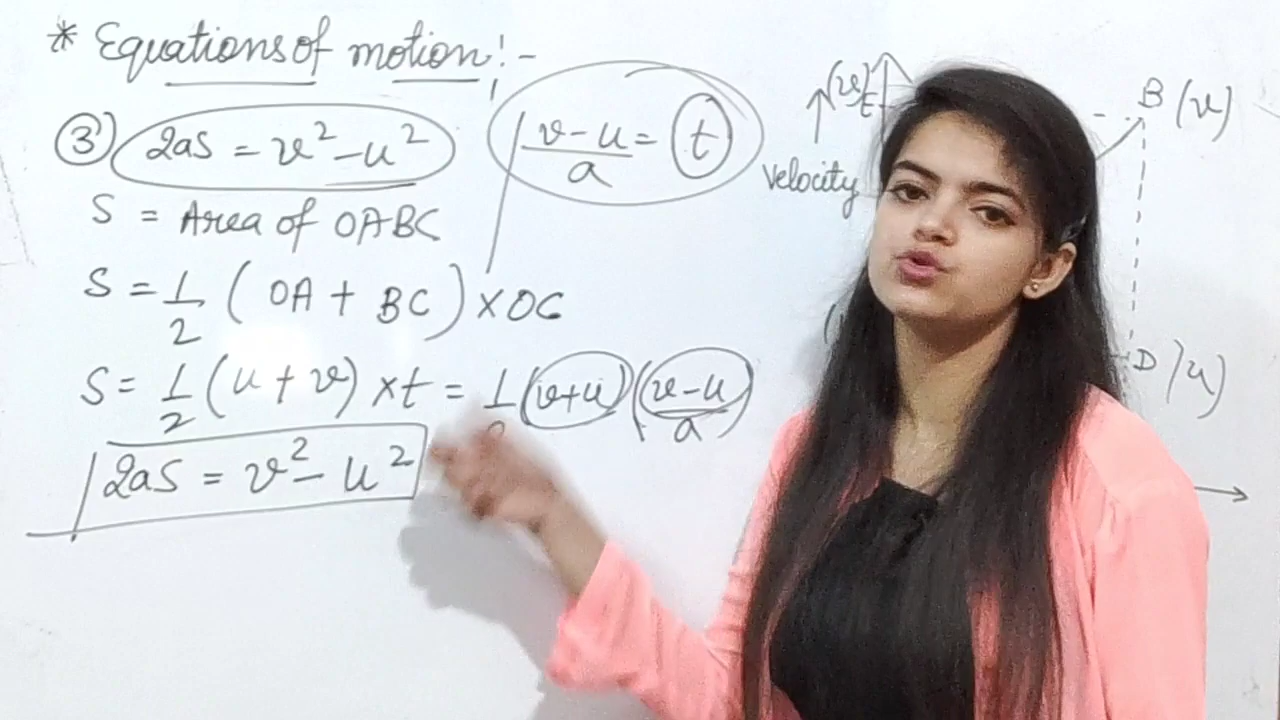 * Equations of motion :-
③ 2as = v² - u²
v - u / a = t
S = Area of OABC
S = 1/2 ( OA + BC ) × OC
S = 1/2 (u + v) × t = 1/2 (v+u) (v-u / a)
2as = v² - u²
(v)
E
velocity
B (v)
D (u)